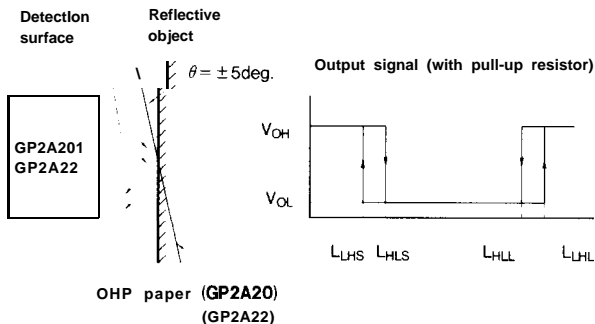 DetectIon
surface
Reflective
object
θ = ± 5deg.
GP2A201
GP2A22
OHP paper (GP2A20)
(GP2A22)
Output signal (with pull-up resistor)
VOH
VOL
LLHS LHLS LHLL LLHL